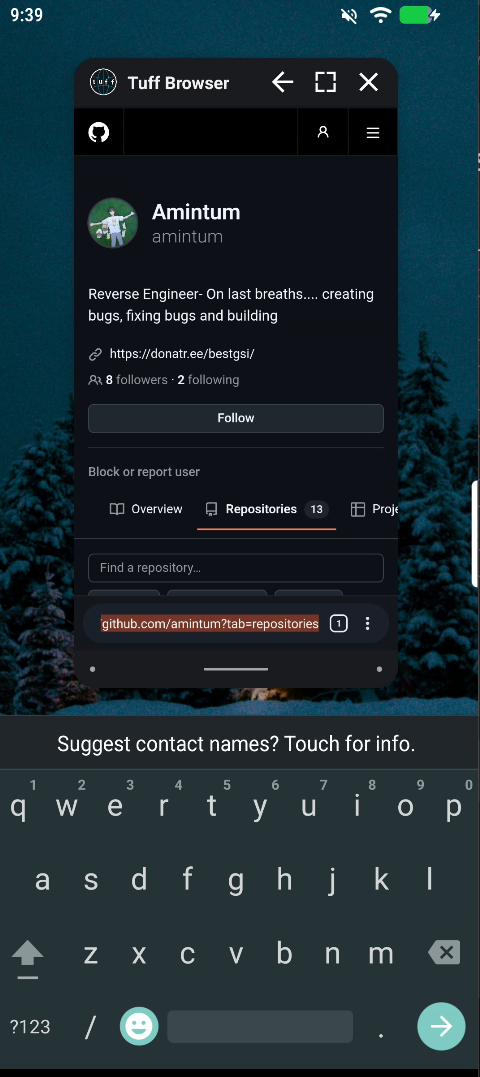 9:39
tuff
Tuff Browser
Amintum
amintum
Reverse Engineer- On last breaths.... creating
bugs, fixing bugs and building
https://donatr.ee/bestgsi/
8 followers · 2 following
Follow
Block or report user
Overview
Repositories 13
Proje
Find a repository...
github.com/amintum?tab=repositories
1
Suggest contact names? Touch for info.
1 2 3 4 5 6 7 8 9 0
q w e r t y u i o p
a s d f g h j k l
z x c v b n m
?123 / .